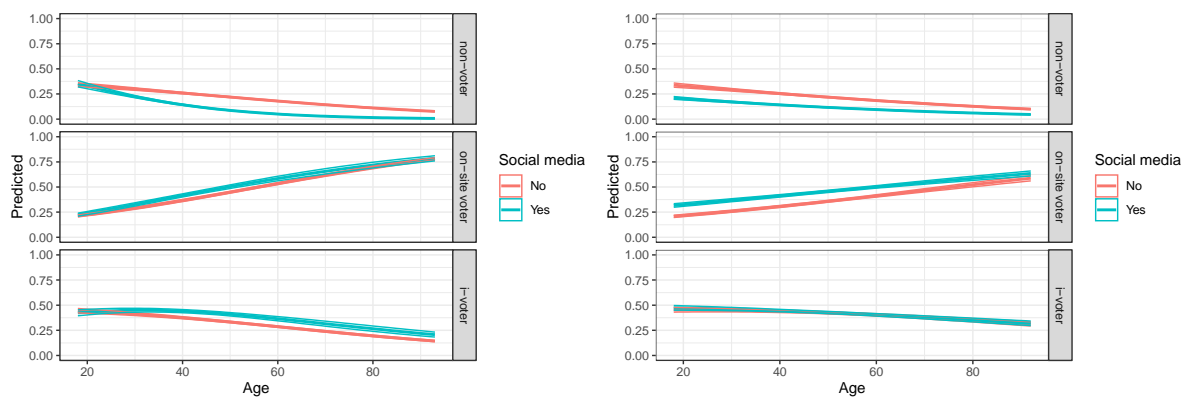 1.00
0.75
0.50
0.25
0.00
non-voter
1.00
0.75
0.50
0.25
0.00
on-site voter
1.00
0.75
0.50
0.25
0.00
i-voter
Predicted
20 40 60 80
Age
Social media
No
Yes
1.00
0.75
0.50
0.25
0.00
non-voter
1.00
0.75
0.50
0.25
0.00
on-site voter
1.00
0.75
0.50
0.25
0.00
i-voter
Predicted
20 40 60 80
Age
Social media
No
Yes